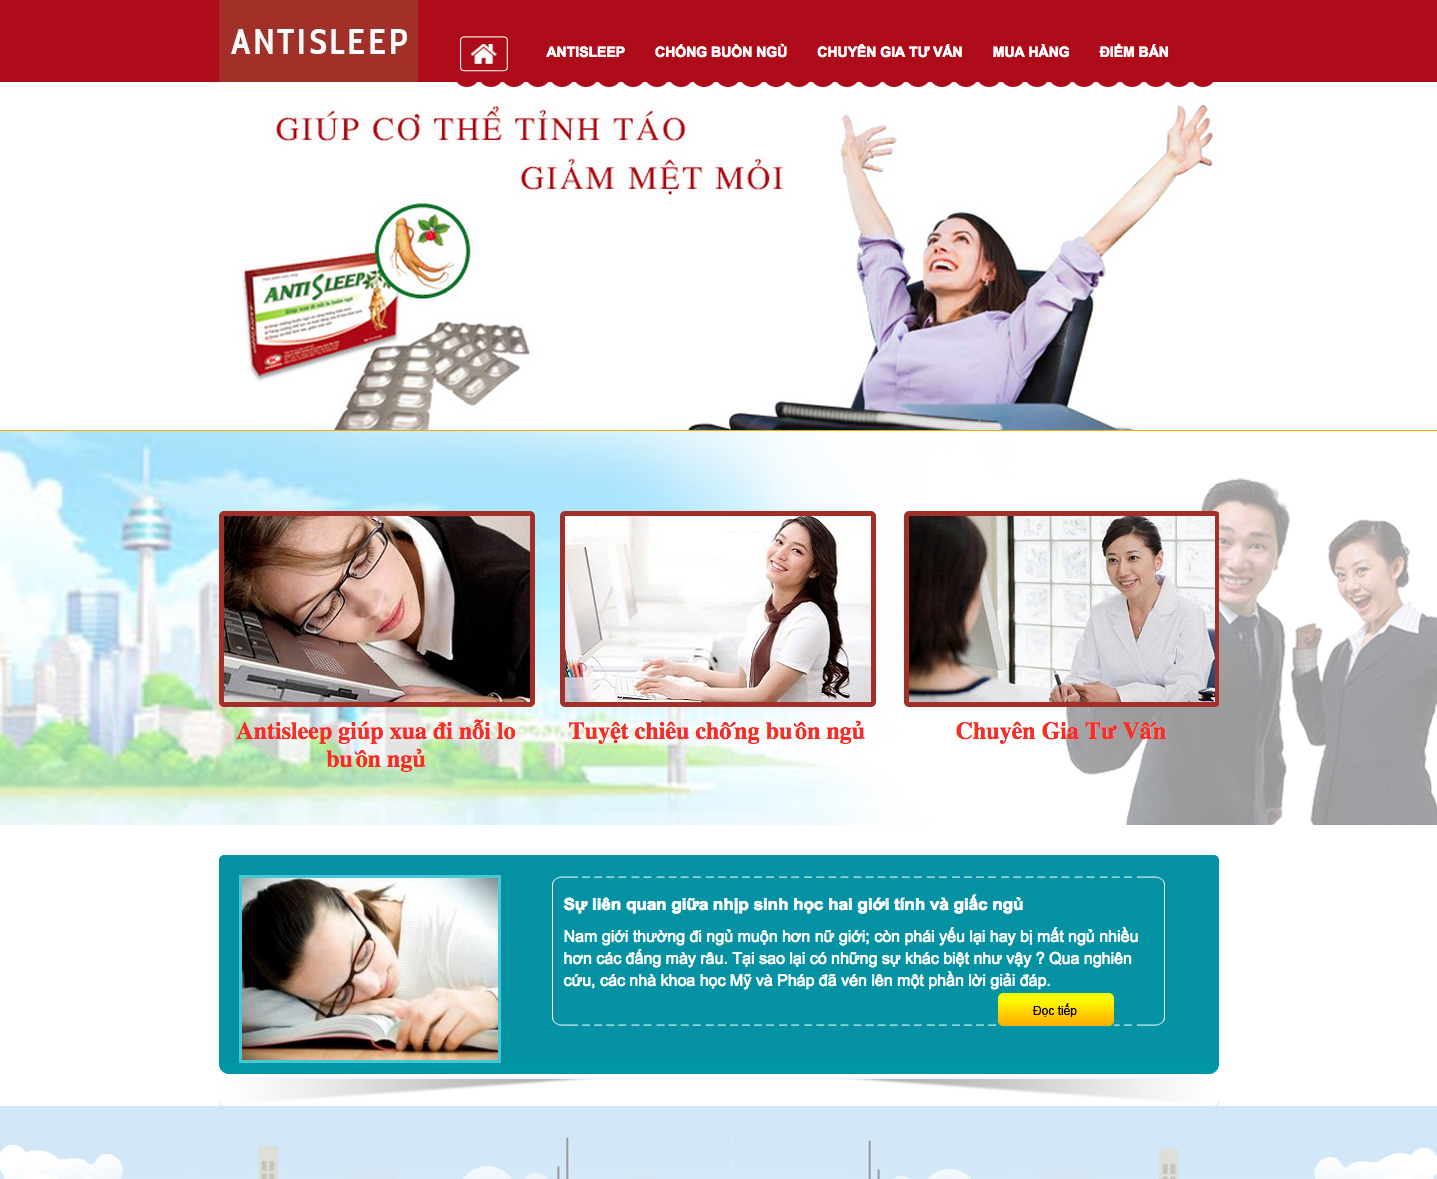 ANTISLEEP
ANTISLEEP CHỐNG BUỒN NGỦ CHUYÊN GIA TƯ VẤN MUA HÀNG ĐIỂM BÁN
GIÚP CƠ THỂ TỈNH TÁO
GIẢM MỆT MỎI
ANTISLEEP
Antisleep giúp xua đi nỗi lo
buồn ngủ
Tuyệt chiêu chống buồn ngủ
Chuyên Gia Tư Vấn
Sự liên quan giữa nhịp sinh học hai giới tính và giấc ngủ
Nam giới thường đi ngủ muộn hơn nữ giới; còn phái yếu lại hay bị mất ngủ nhiều
hơn các đấng mày râu. Tại sao lại có những sự khác biệt như vậy ? Qua nghiên
cứu, các nhà khoa học Mỹ và Pháp đã vén lên một phần lời giải đáp.
Đọc tiếp